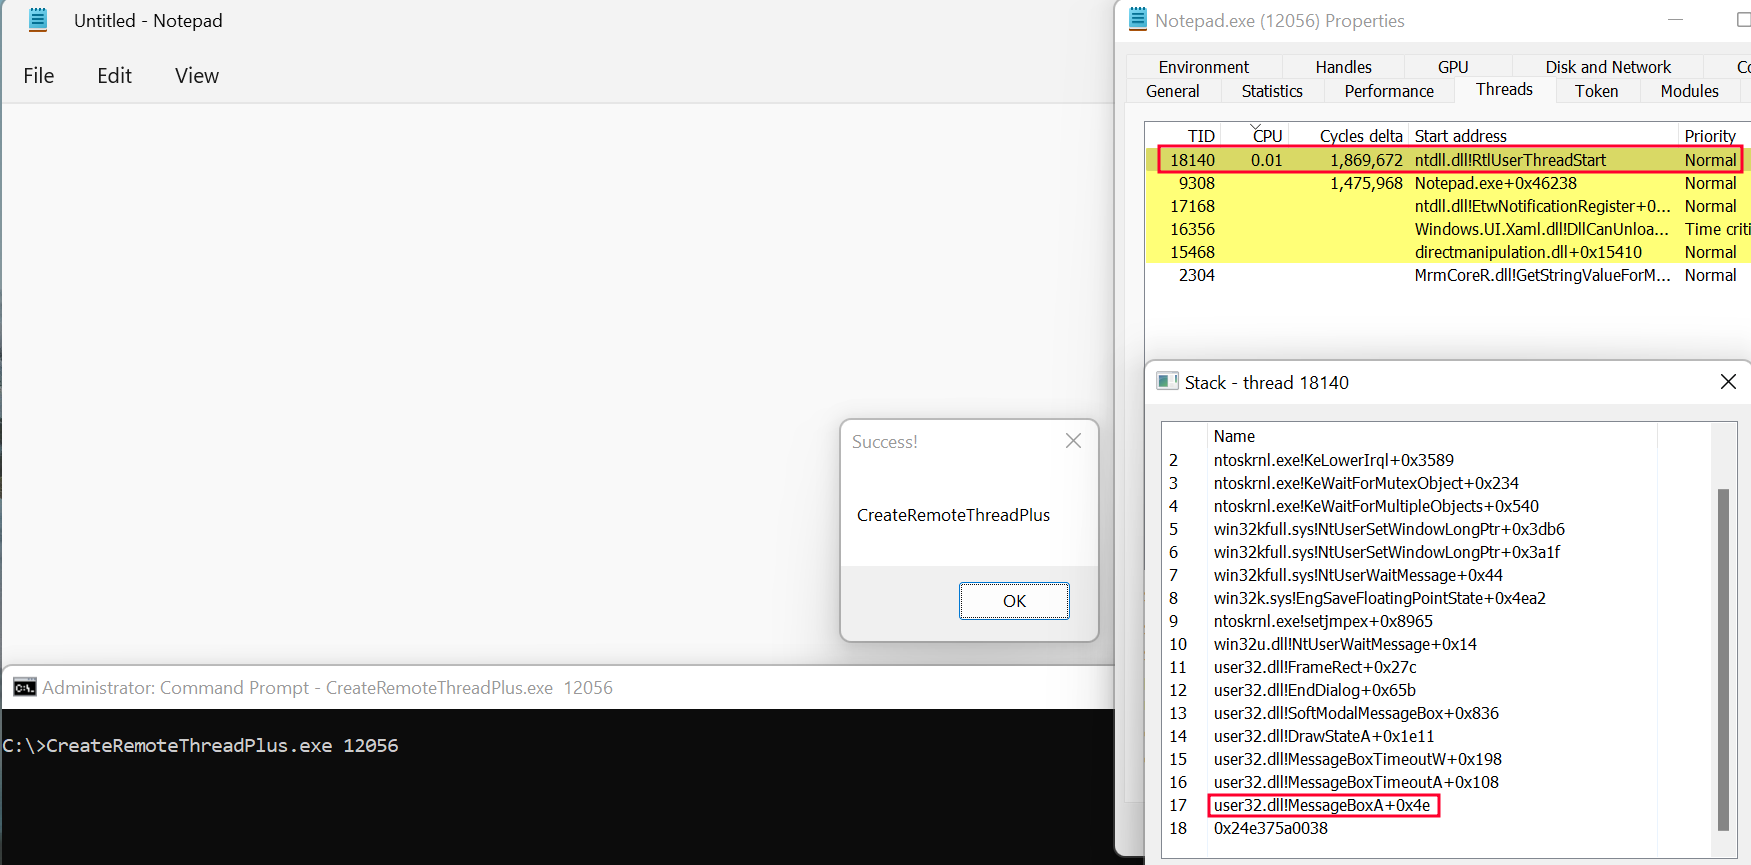 Untitled - Notepad
File Edit View
Success!
CreateRemoteThreadPlus
OK
Administrator: Command Prompt - CreateRemoteThreadPlus.exe 12056
C:\>CreateRemoteThreadPlus.exe 12056
Notepad.exe (12056) Properties
Environment Handles GPU Disk and Network Co
General Statistics Performance Threads Token Modules
TID CPU Cycles delta Start address Priority
18140 0.01 1,869,672 ntdll.dll!RtlUserThreadStart Normal
9308 1,475,968 Notepad.exe+0x46238 Normal
17168 ntdll.dll!EtwNotificationRegister+0... Normal
16356 Windows.UI.Xaml.dll!DllCanUnloa... Time criti
15468 directmanipulation.dll+0x15410 Normal
2304 MrmCoreR.dll!GetStringValueForM... Normal
Stack - thread 18140
Name
2 ntoskrnl.exe!KeLowerIrql+0x3589
3 ntoskrnl.exe!KeWaitForMutexObject+0x234
4 ntoskrnl.exe!KeWaitForMultipleObjects+0x540
5 win32kfull.sys!NtUserSetWindowLongPtr+0x3db6
6 win32kfull.sys!NtUserSetWindowLongPtr+0x3a1f
7 win32kfull.sys!NtUserWaitMessage+0x44
8 win32k.sys!EngSaveFloatingPointState+0x4ea2
9 ntoskrnl.exe!setjmpex+0x8965
10 win32u.dll!NtUserWaitMessage+0x14
11 user32.dll!FrameRect+0x27c
12 user32.dll!EndDialog+0x65b
13 user32.dll!SoftModalMessageBox+0x836
14 user32.dll!DrawStateA+0x1e11
15 user32.dll!MessageBoxTimeoutW+0x198
16 user32.dll!MessageBoxTimeoutA+0x108
17 user32.dll!MessageBoxA+0x4e
18 0x24e375a0038